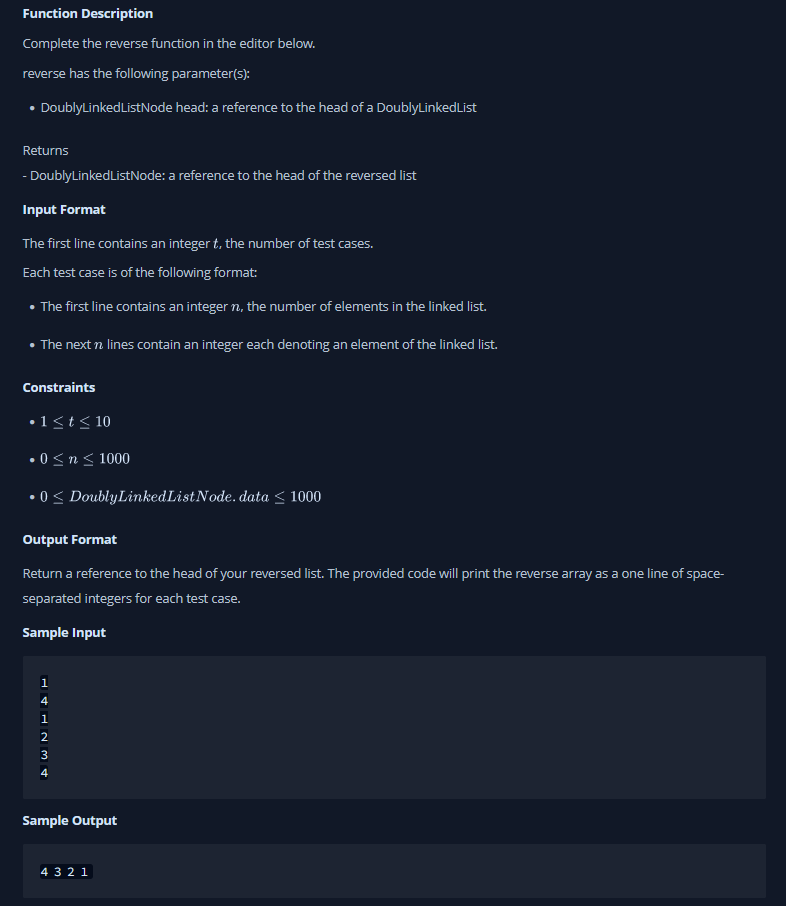 Function Description
Complete the reverse function in the editor below.
reverse has the following parameter(s):
• DoublyLinkedListNode head: a reference to the head of a DoublyLinkedList
Returns
- DoublyLinkedListNode: a reference to the head of the reversed list
Input Format
The first line contains an integer t, the number of test cases.
Each test case is of the following format:
• The first line contains an integer n, the number of elements in the linked list.
• The next n lines contain an integer each denoting an element of the linked list.
Constraints
• 1 ≤ t ≤ 10
• 0 ≤ n ≤ 1000
• 0 ≤ DoublyLinkedListNode.data ≤ 1000
Output Format
Return a reference to the head of your reversed list. The provided code will print the reverse array as a one line of space-
separated integers for each test case.
Sample Input
1
4
1
2
3
4
Sample Output
4 3 2 1